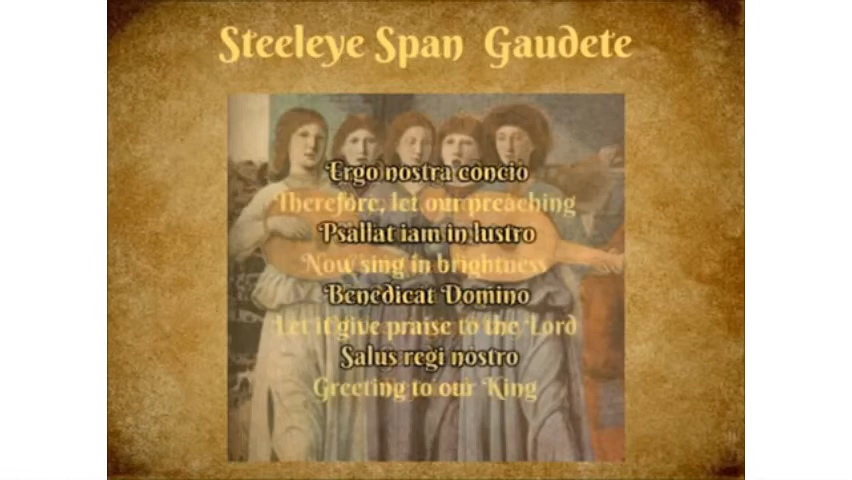 Steeleye Span Gaudete
Ergo nostra concio
Therefore, let our preaching
Psallat iam in lustro
Now sing in brightness
Benedicat Domino
Let it give praise to the Lord
Salus regi nostro
Greeting to our King